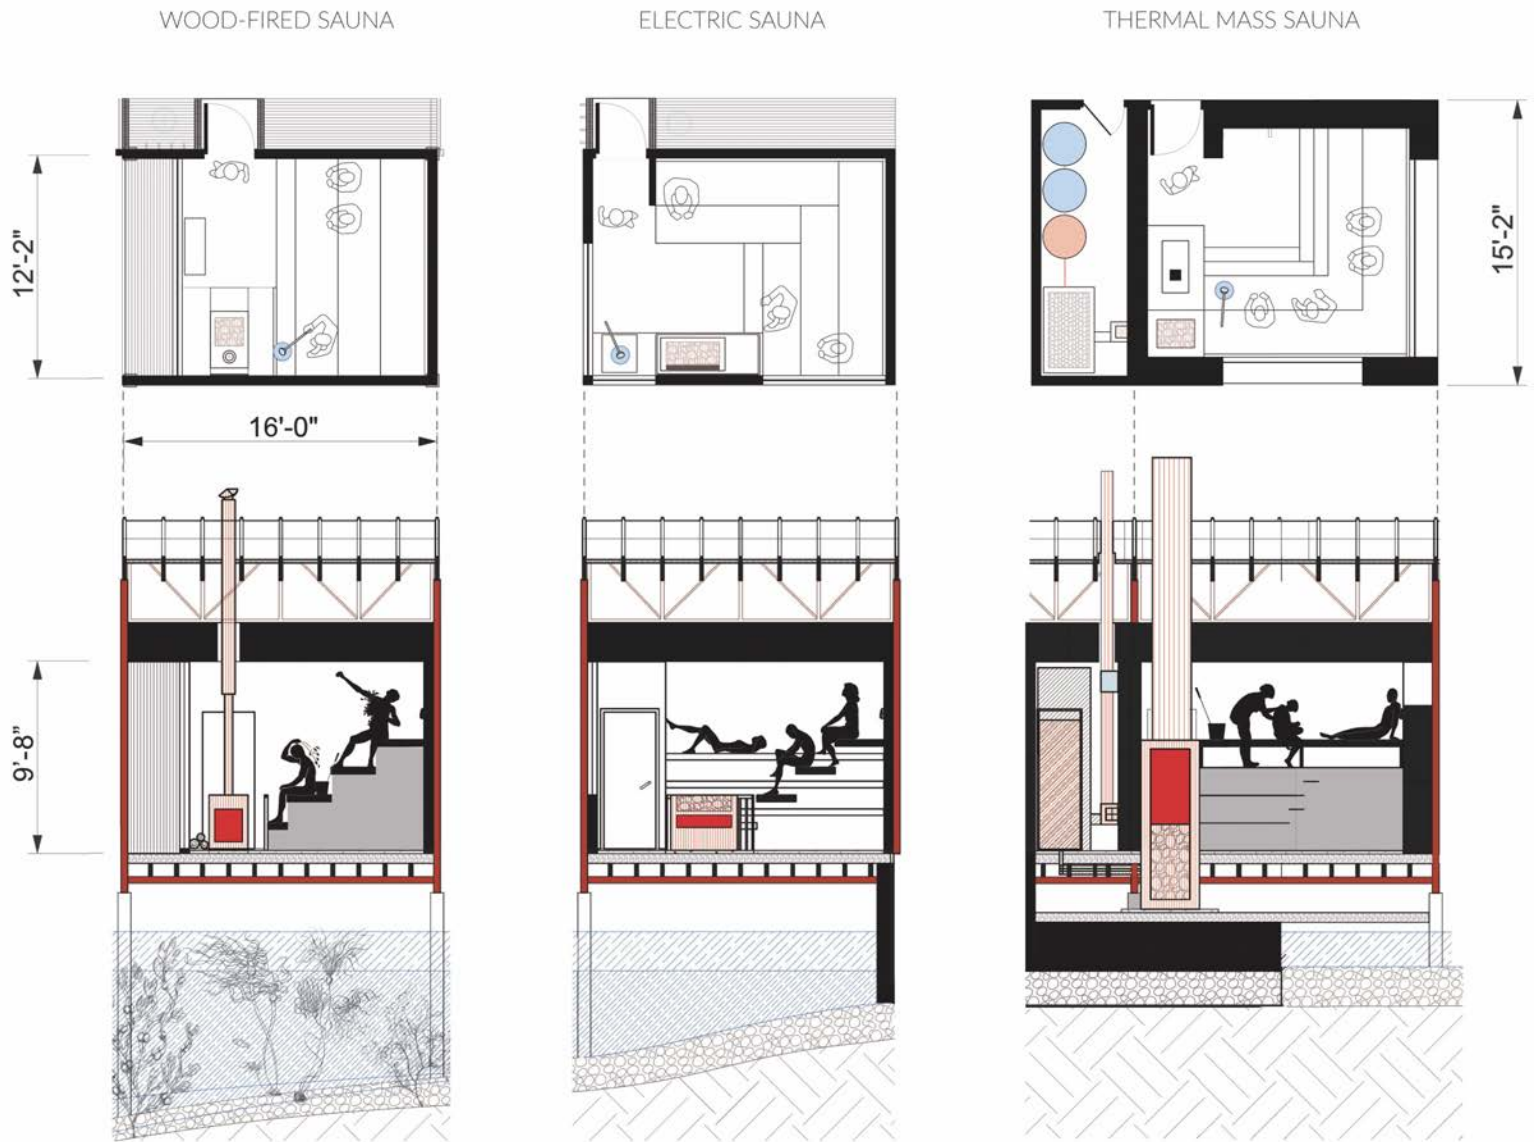 WOOD-FIRED SAUNA
ELECTRIC SAUNA
THERMAL MASS SAUNA
12'-2"
15'-2"
16'-0"
9'-8"